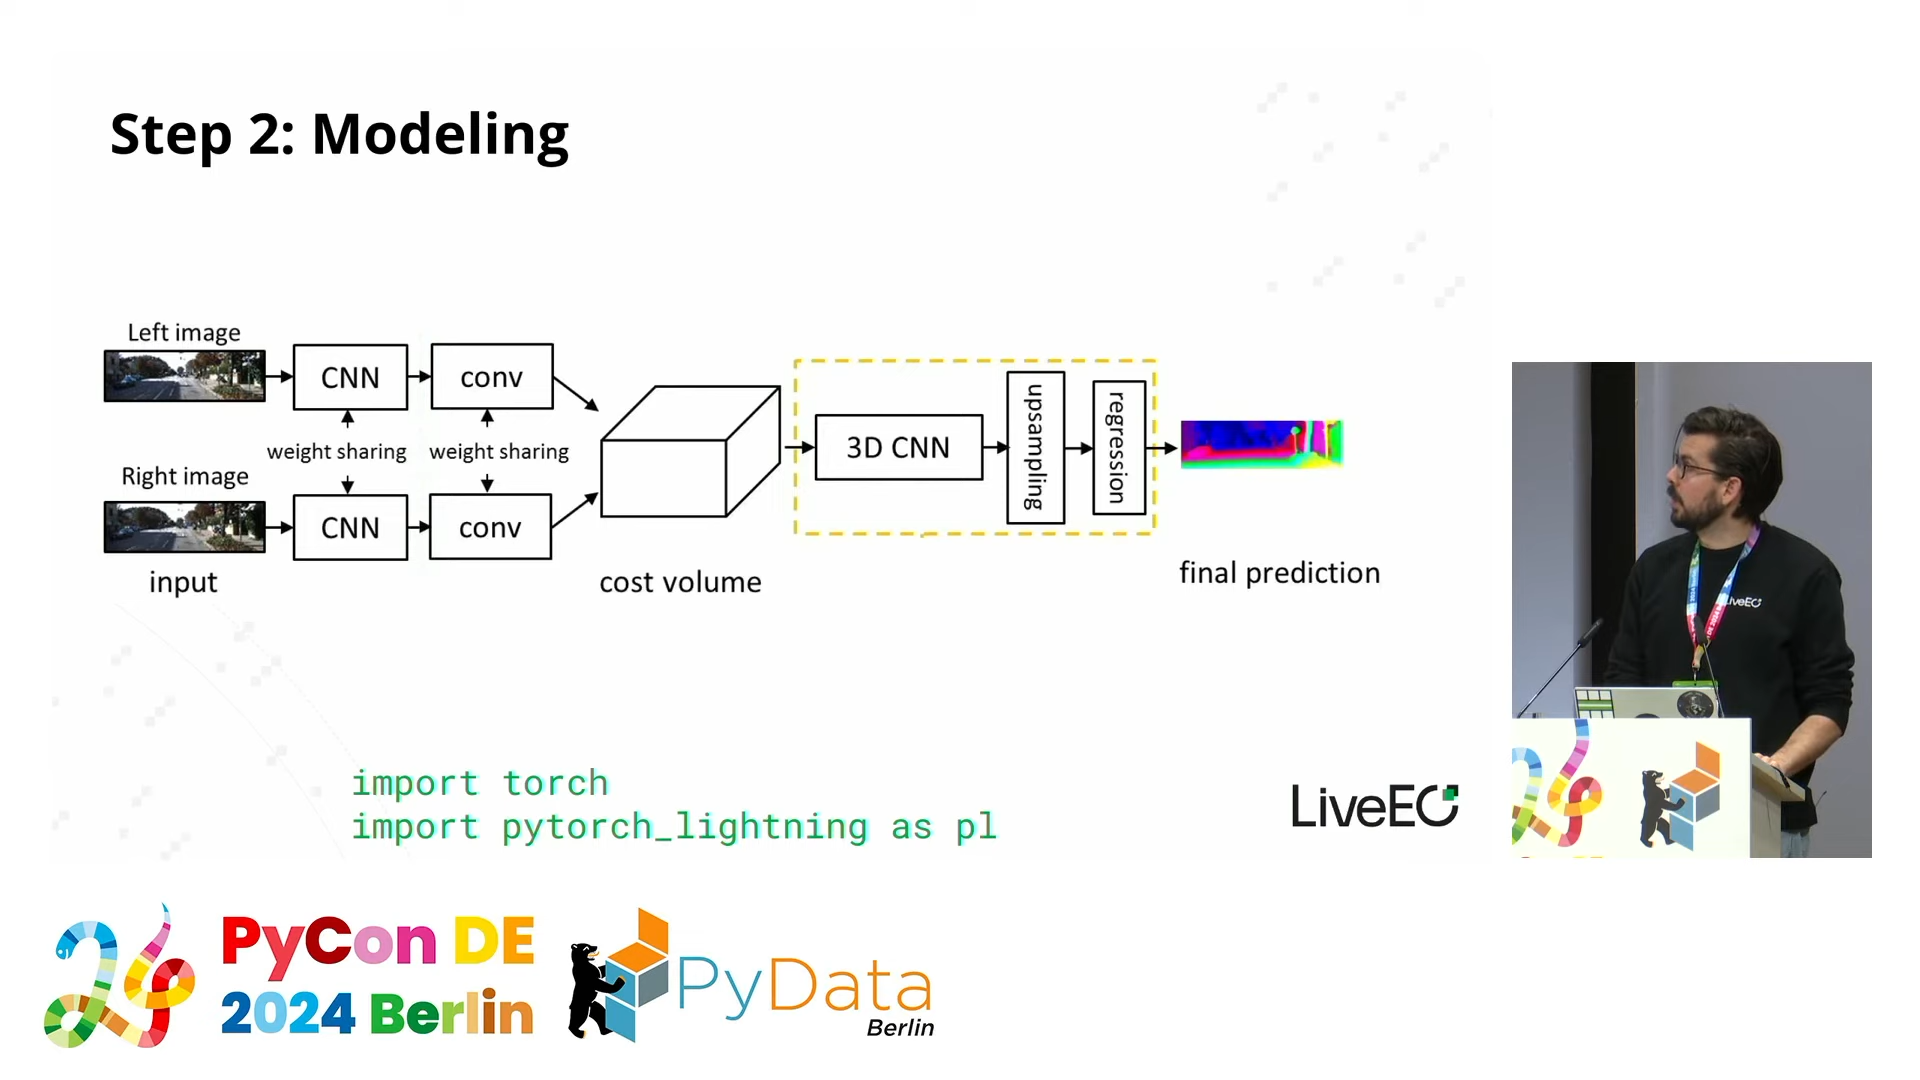 Step 2: Modeling
Left image
CNN
conv
weight sharing
weight sharing
Right image
CNN
conv
input
cost volume
3D CNN
upsampling
regression
final prediction
import torch
import pytorch_lightning as pl
LiveEO
LiveEO
PyCon DE
2024 Berlin
PyData
Berlin